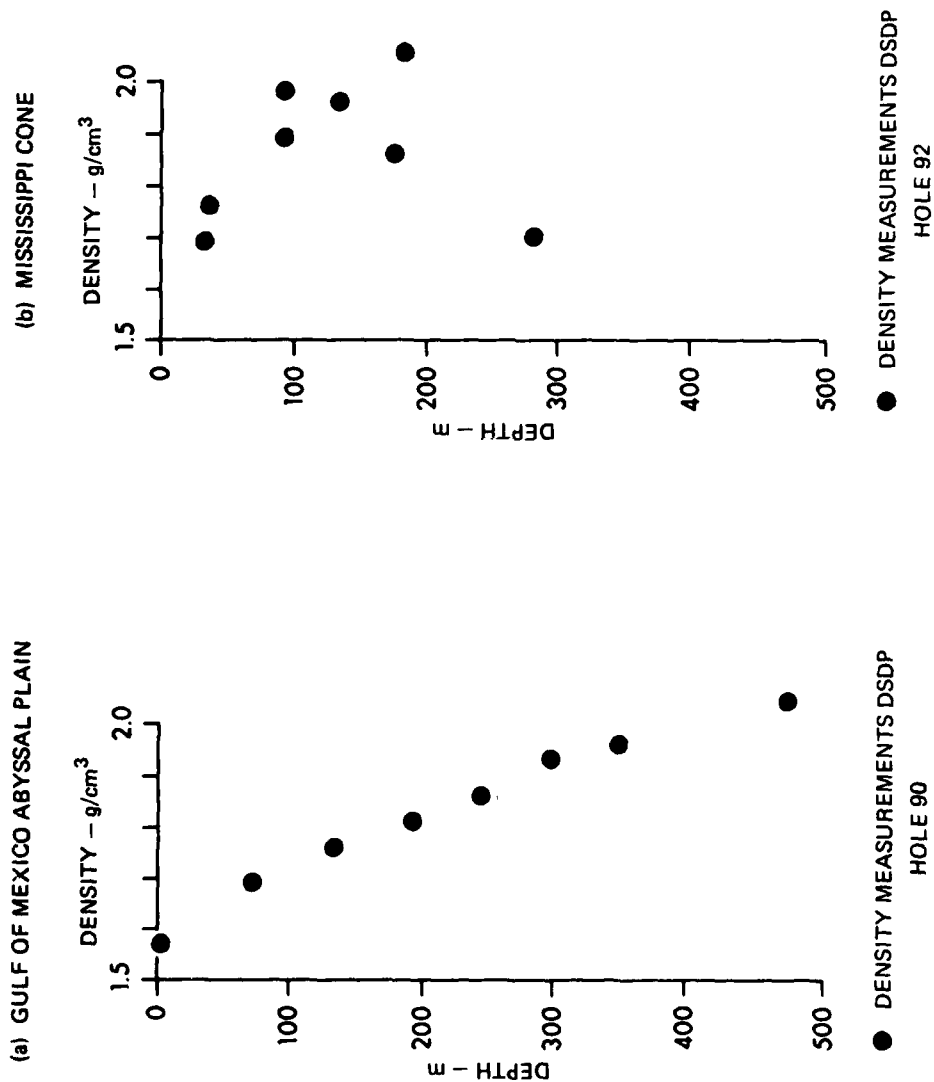 (a) GULF OF MEXICO ABYSSAL PLAIN
DENSITY – g/cm³
1.5
2.0
0
100
200
300
400
500
DEPTH – m
● DENSITY MEASUREMENTS DSDP
HOLE 90
(b) MISSISSIPPI CONE
DENSITY – g/cm³
1.5
2.0
0
100
200
300
400
500
DEPTH – m
● DENSITY MEASUREMENTS DSDP
HOLE 92